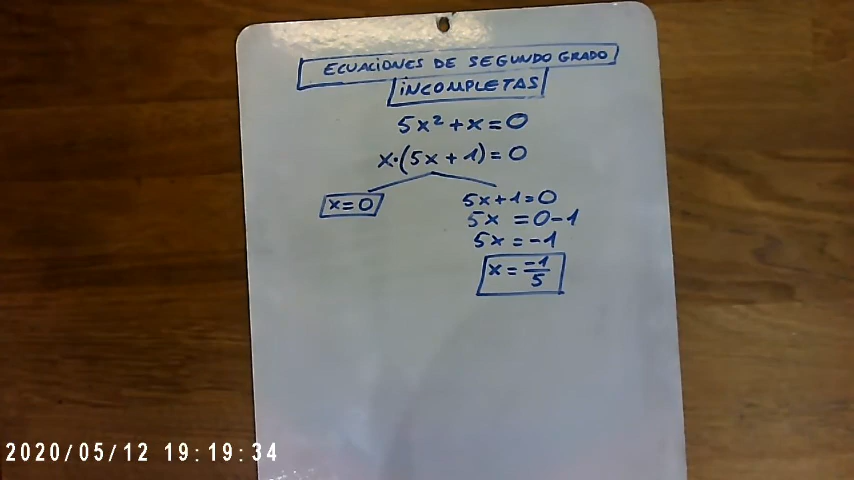 ECUACIONES DE SEGUNDO GRADO
INCOMPLETAS
5x² + x = 0
x·(5x + 1) = 0
x = 0
5x + 1 = 0
5x = 0 - 1
5x = -1
x = -1/5
2020/05/12 19:19:34